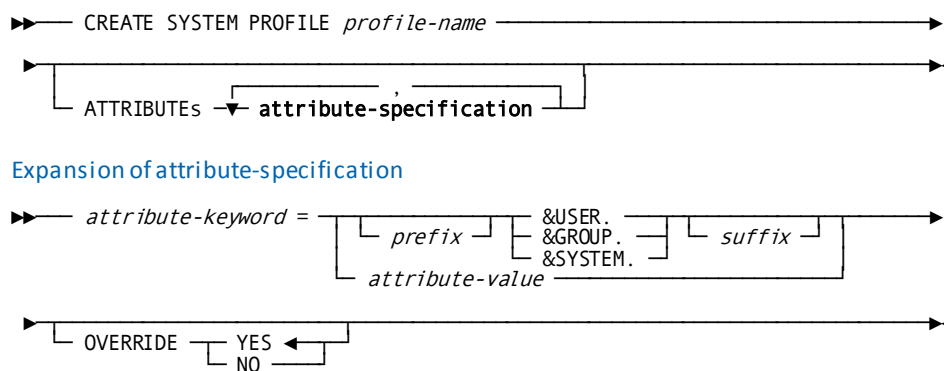 CREATE SYSTEM PROFILE profile-name
,
ATTRIBUTEs attribute-specification
Expansion of attribute-specification
attribute-keyword = prefix &USER. suffix
&GROUP.
&SYSTEM.
attribute-value
OVERRIDE YES
NO